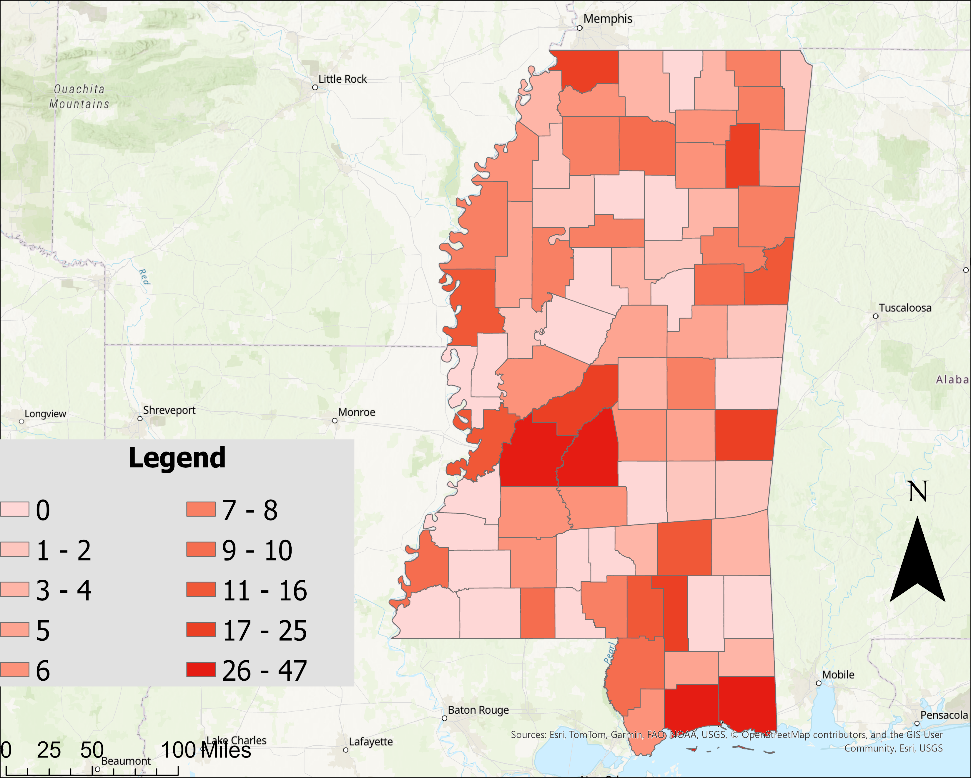 Memphis
Ouachita
Mountains
Little Rock
Red
Tuscaloosa
Alaba
Longview
Shreveport
Monroe
Legend
0
7 - 8
1 - 2
9 - 10
3 - 4
11 - 16
5
17 - 25
6
26 - 47
N
Pearl
Mobile
Baton Rouge
Pensacola
Lake Charles
Lafayette
0 25 50 100 Miles
Beaumont
Sources: Esri, TomTom, Garmin, FAO, NOAA, USGS, © OpenStreetMap contributors, and the GIS User
Community, Esri, USGS